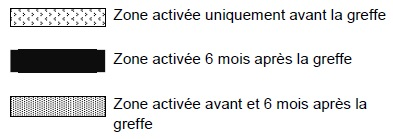 Zone activée uniquement avant la greffe
Zone activée 6 mois après la greffe
Zone activée avant et 6 mois après la
greffe